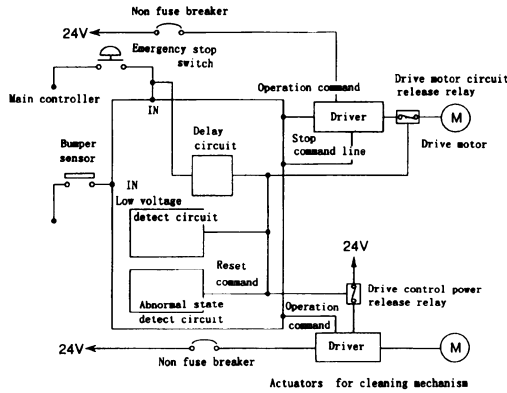 Non fuse breaker
24V
Emergency stop
switch
Operation command
Drive motor circuit
release relay
Main controller
IN
Driver
M
Delay
circuit
Stop
command line
Drive motor
Bumper
sensor
IN
Low voltage
detect circuit
24V
Reset
command
Drive control power
release relay
Abnormal state
detect circuit
Operation
command
24V
Non fuse breaker
Driver
M
Actuators for cleaning mechanism